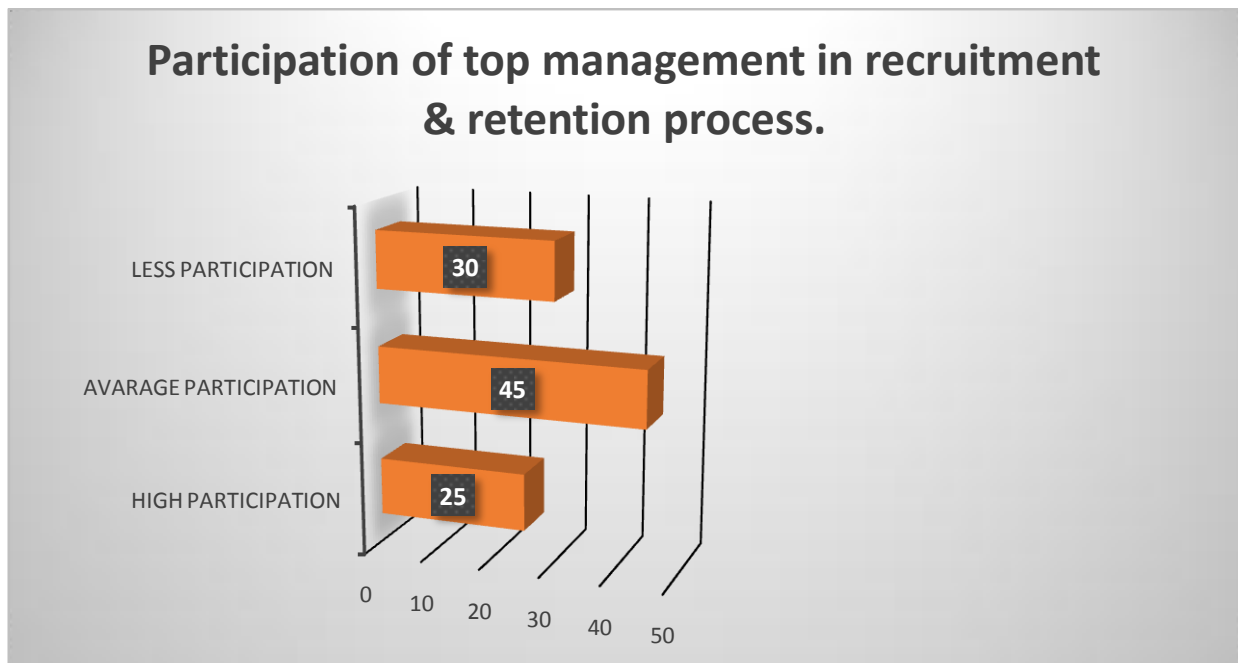 Participation of top management in recruitment
& retention process.
LESS PARTICIPATION
30
AVARAGE PARTICIPATION
45
HIGH PARTICIPATION
25
0
10
20
30
40
50